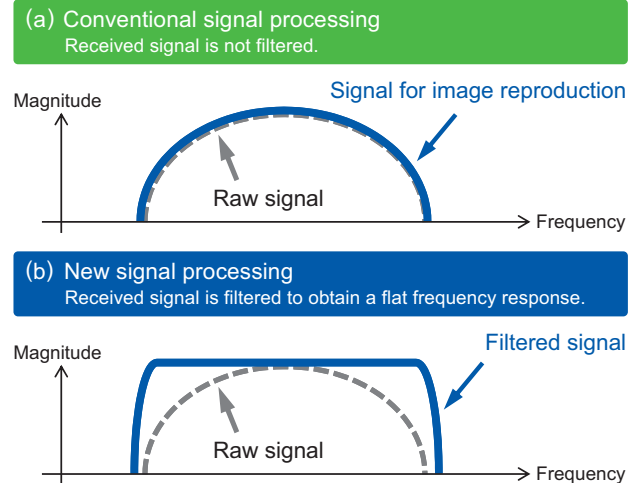 (a) Conventional signal processing
Received signal is not filtered.
Magnitude
Signal for image reproduction
Raw signal
Frequency
(b) New signal processing
Received signal is filtered to obtain a flat frequency response.
Magnitude
Filtered signal
Raw signal
Frequency